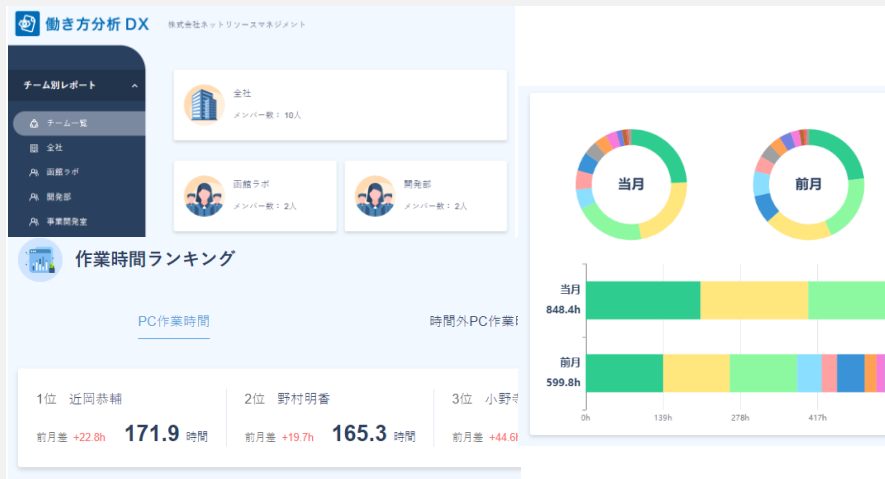 働き方分析 DX
株式会社ネットリソースマネジメント
チーム別レポート
チーム一覧
全社
函館ラボ
開発部
事業開発室
全社
メンバー数： 10人
函館ラボ
メンバー数： 2人
開発部
メンバー数： 2人
作業時間ランキング
PC作業時間
時間外PC作業
1位 近岡恭輔
前月差 +22.8h 171.9 時間
2位 野村明香
前月差 +19.7h 165.3 時間
3位 小野
前月差 +44.6h
当月
前月
当月
848.4h
前月
599.8h
0h 139h 278h 417h